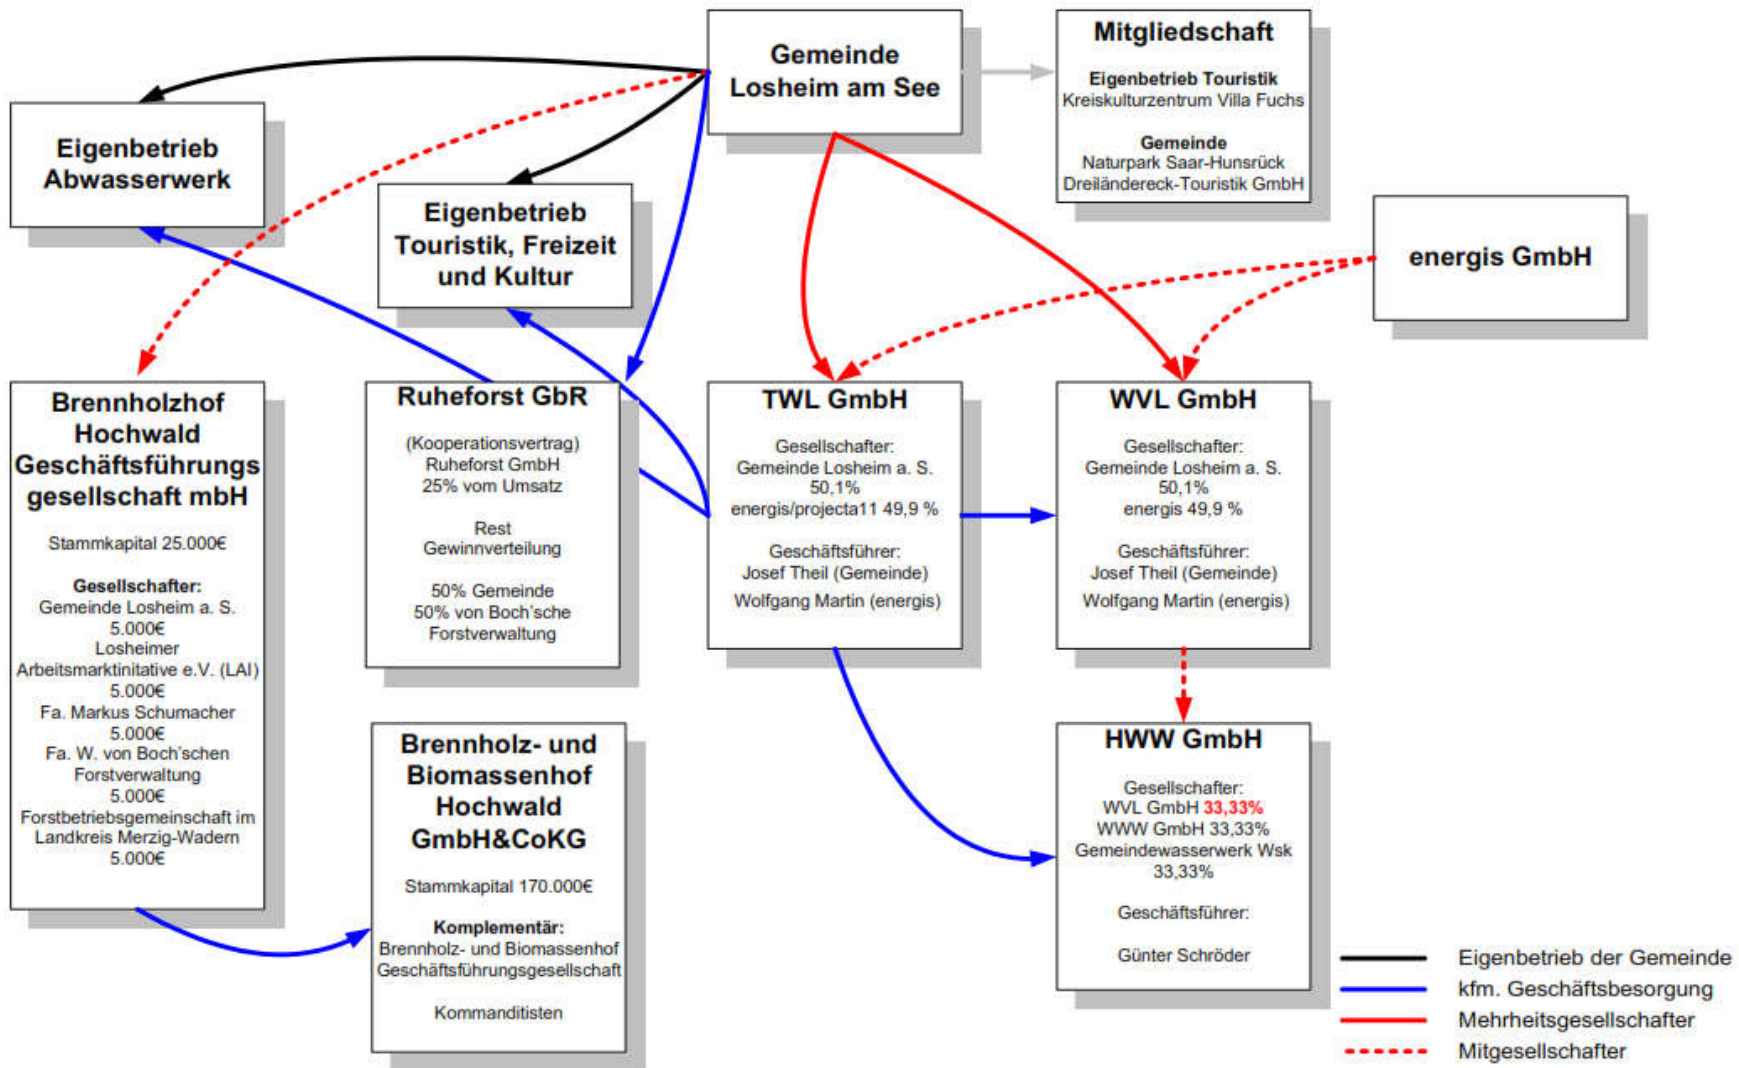 Gemeinde
Losheim am See
Mitgliedschaft
Eigenbetrieb Touristik
Kreiskulturzentrum Villa Fuchs
Gemeinde
Naturpark Saar-Hunsrück
Dreiländereck-Touristik GmbH
Eigenbetrieb
Abwasserwerk
Eigenbetrieb
Touristik, Freizeit
und Kultur
energis GmbH
Brennholzhof
Hochwald
Geschäftsführungs
gesellschaft mbH
Stammkapital 25.000€
Gesellschafter:
Gemeinde Losheim a. S.
5.000€
Losheimer
Arbeitsmarktinitative e.V. (LAI)
5.000€
Fa. Markus Schumacher
5.000€
Fa. W. von Boch'schen
Forstverwaltung
5.000€
Forstbetriebsgemeinschaft im
Landkreis Merzig-Wadern
5.000€
Ruheforst GbR
(Kooperationsvertrag)
Ruheforst GmbH
25% vom Umsatz
Rest
Gewinnverteilung
50% Gemeinde
50% von Boch'sche
Forstverwaltung
TWL GmbH
Gesellschafter:
Gemeinde Losheim a. S.
50,1%
energis/projecta11 49,9 %
Geschäftsführer:
Josef Theil (Gemeinde)
Wolfgang Martin (energis)
WVL GmbH
Gesellschafter:
Gemeinde Losheim a. S.
50,1%
energis 49,9 %
Geschäftsführer:
Josef Theil (Gemeinde)
Wolfgang Martin (energis)
Brennholz- und
Biomassenhof
Hochwald
GmbH&CoKG
Stammkapital 170.000€
Komplementär:
Brennholz- und Biomassenhof
Geschäftsführungsgesellschaft
Kommanditisten
HWW GmbH
Gesellschafter:
WVL GmbH 33,33%
WWW GmbH 33,33%
Gemeindewasserwerk Wsk
33,33%
Geschäftsführer:
Günter Schröder
Eigenbetrieb der Gemeinde
kfm. Geschäftsbesorgung
Mehrheitsgesellschafter
Mitgesellschafter